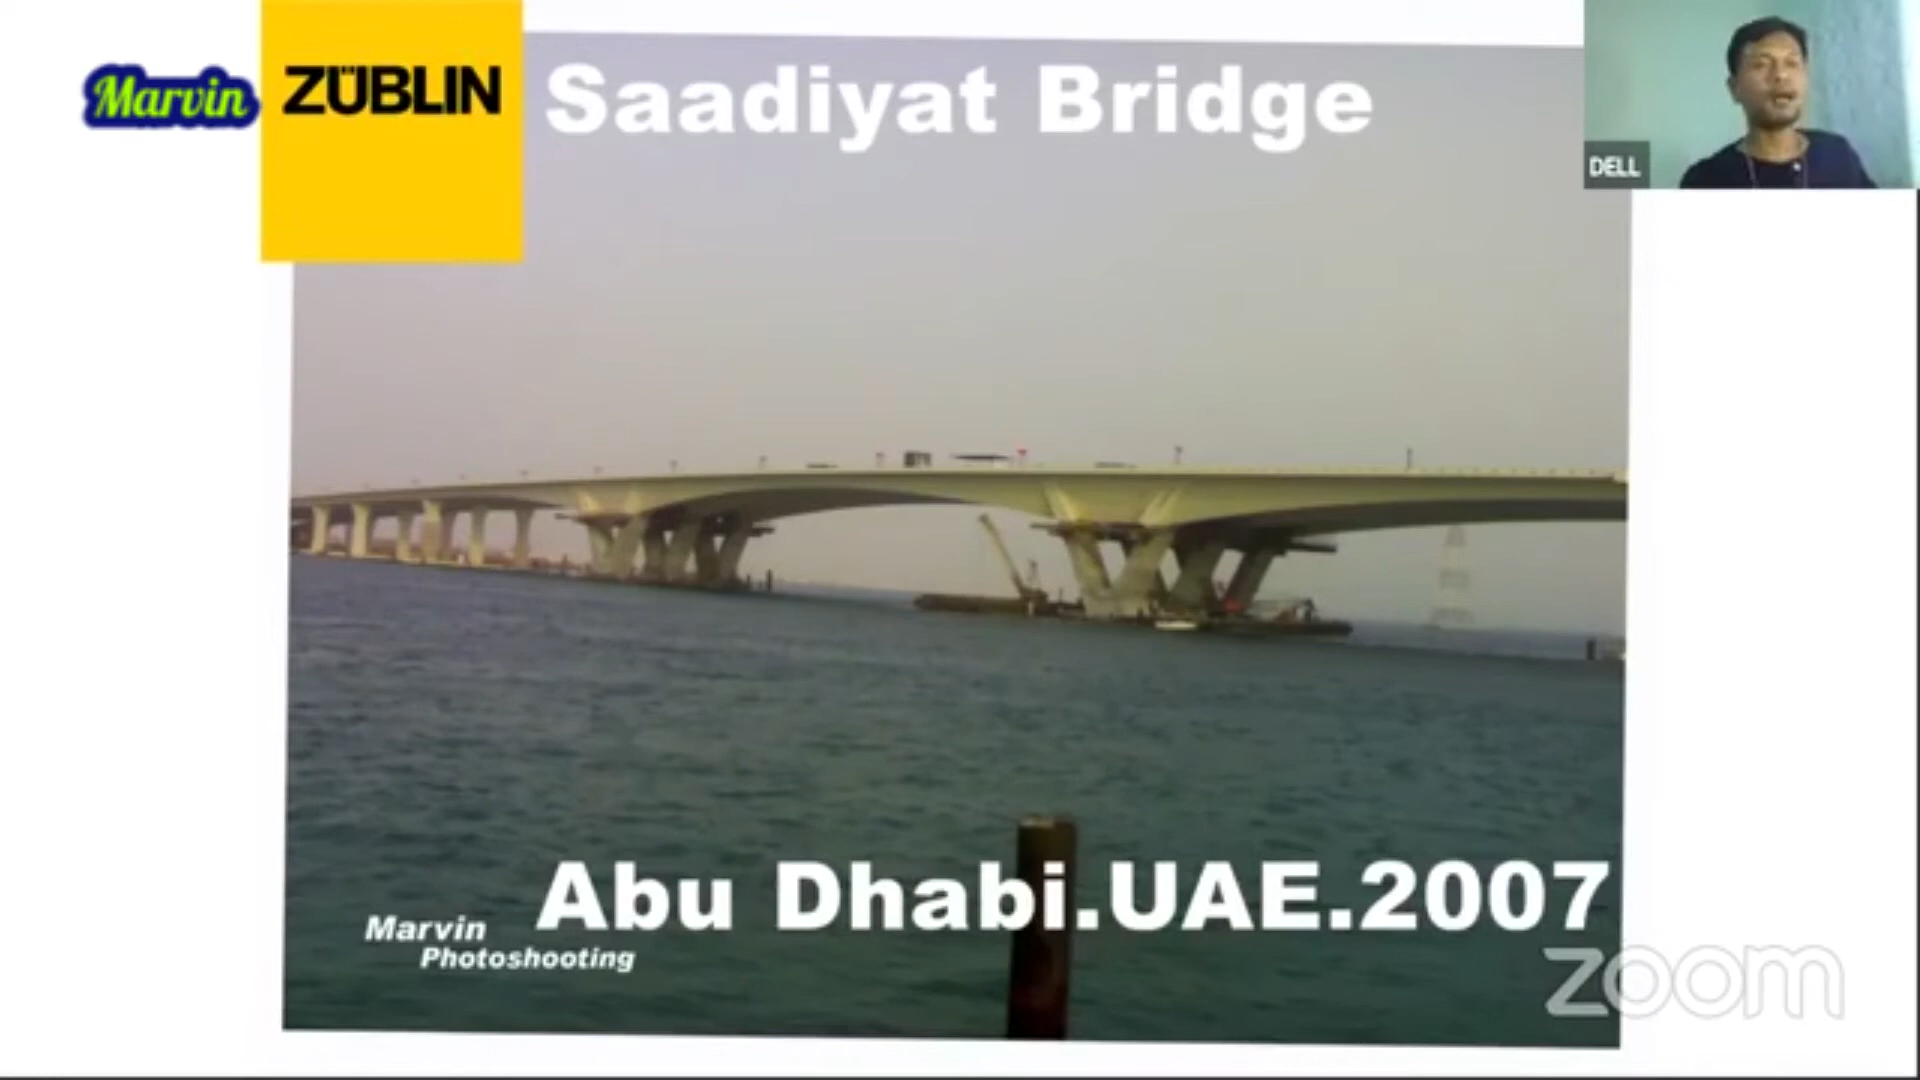 Marvin
ZÜBLIN
Saadiyat Bridge
DELL
Abu Dhabi.UAE.2007
Marvin
Photoshooting
zoom